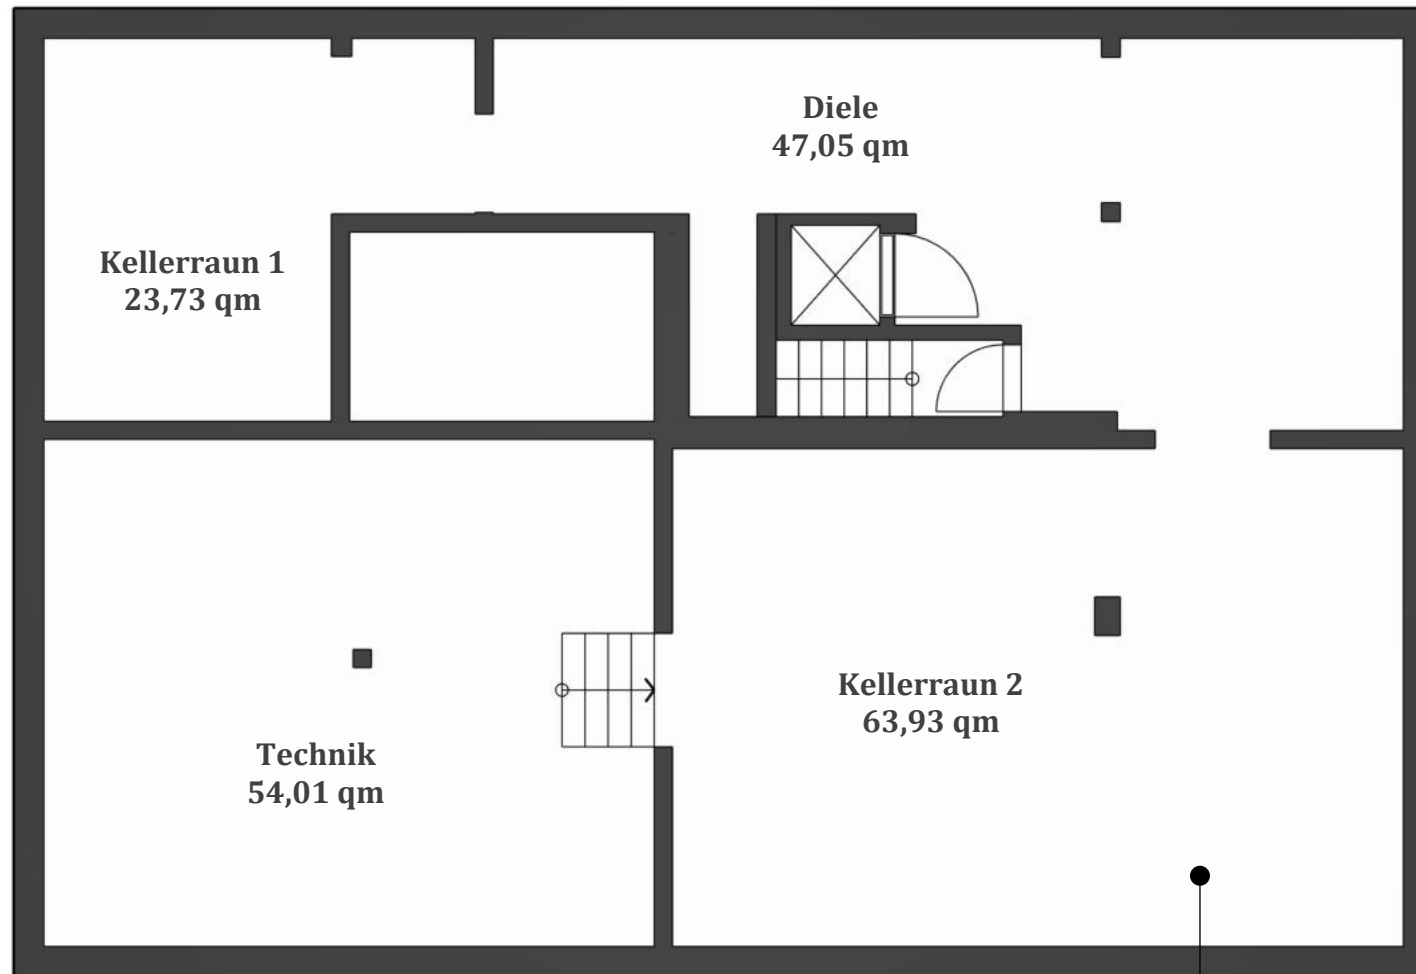 Diele
47,05 qm
Kellerraun 1
23,73 qm
Kellerraun 2
63,93 qm
Technik
54,01 qm